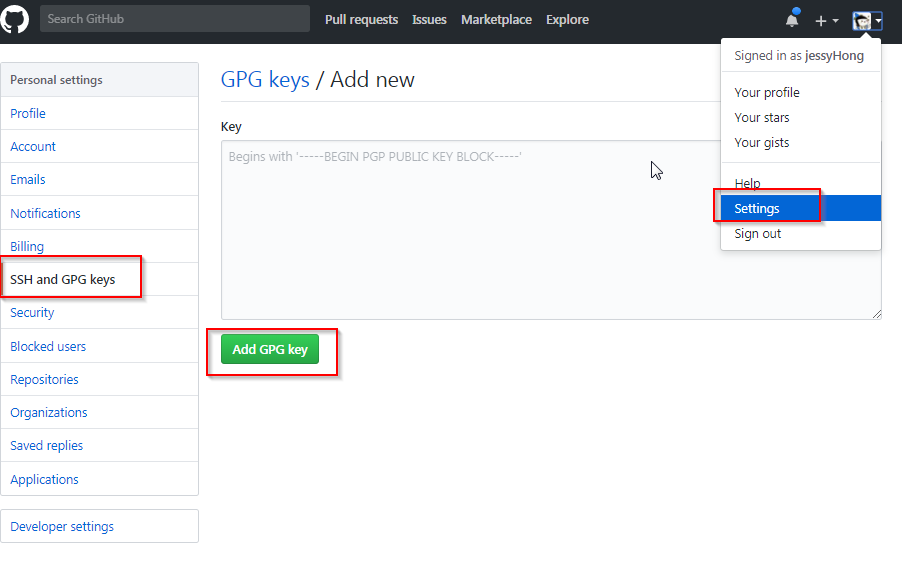 Search GitHub Pull requests Issues Marketplace Explore
Signed in as jessyHong
Your profile
Your stars
Your gists
Help
Settings
Sign out
Personal settings
Profile
Account
Emails
Notifications
Billing
SSH and GPG keys
Security
Blocked users
Repositories
Organizations
Saved replies
Applications
Developer settings
GPG keys / Add new
Key
Begins with '-----BEGIN PGP PUBLIC KEY BLOCK-----'
Add GPG key